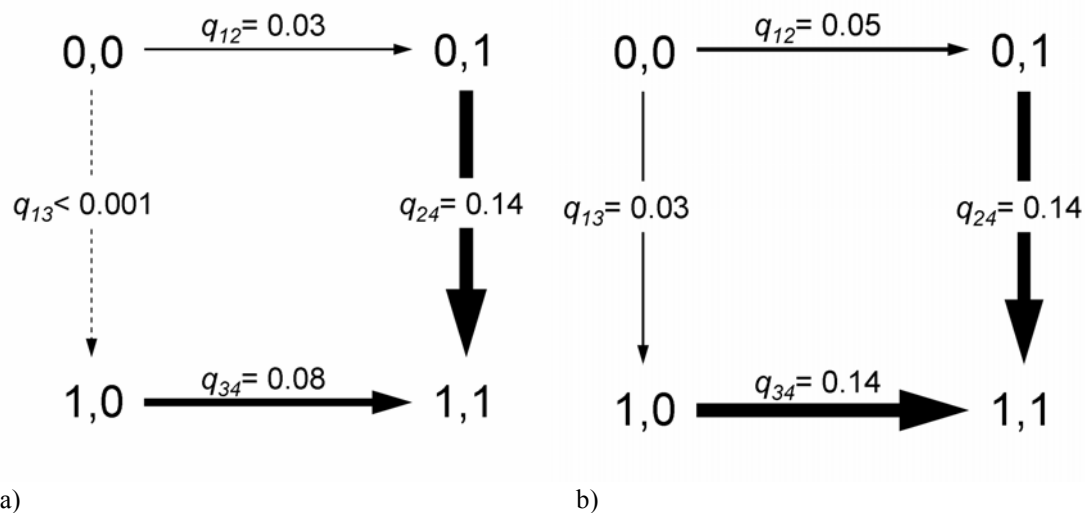 q12= 0.03
0,0 0,1
q13< 0.001 q24= 0.14
q34= 0.08
1,0 1,1
a)
q12= 0.05
0,0 0,1
q13= 0.03 q24= 0.14
q34= 0.14
1,0 1,1
b)